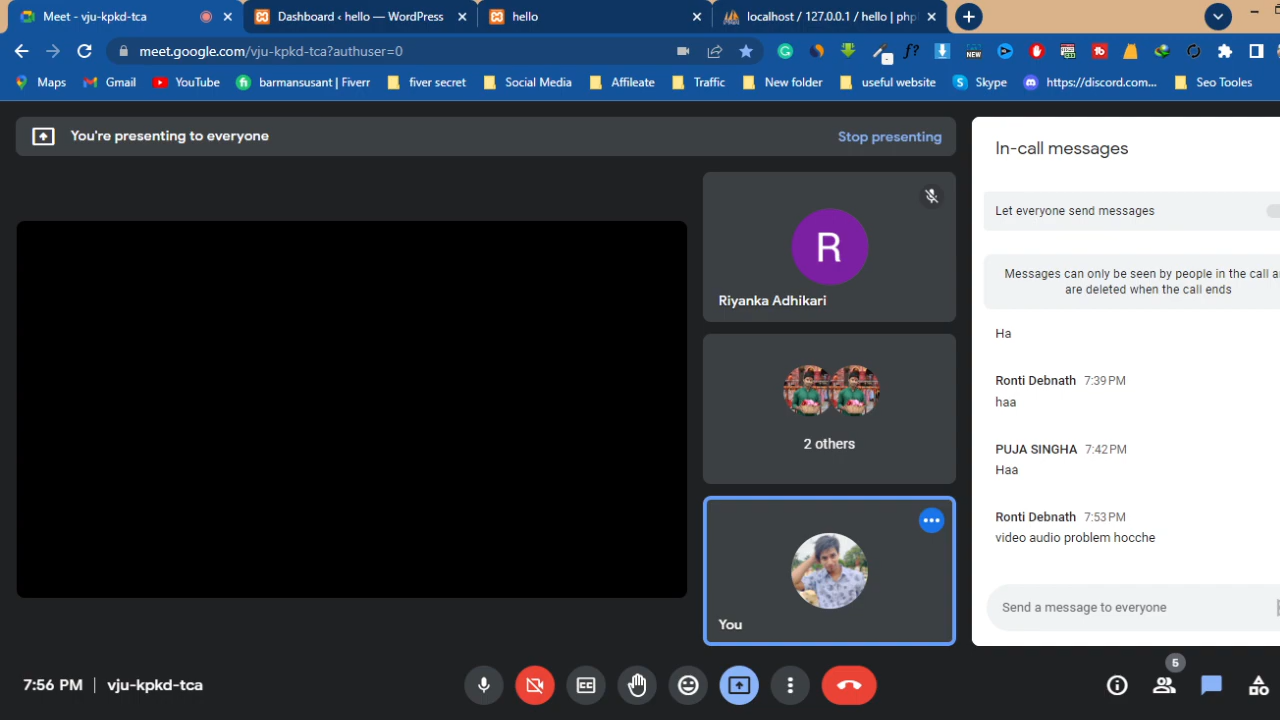 Meet - vju-kpkd-tca
Dashboard ‹ hello — WordPress
hello
localhost / 127.0.0.1 / hello | php
meet.google.com/vju-kpkd-tca?authuser=0
Maps
Gmail
YouTube
barmansusant | Fiverr
fiver secret
Social Media
Affileate
Traffic
New folder
useful website
Skype
https://discord.com...
Seo Tooles
You're presenting to everyone
Stop presenting
R
Riyanka Adhikari
2 others
You
In-call messages
Let everyone send messages
Messages can only be seen by people in the call an
are deleted when the call ends
Ha
Ronti Debnath 7:39 PM
haa
PUJA SINGHA 7:42 PM
Haa
Ronti Debnath 7:53 PM
video audio problem hocche
Send a message to everyone
7:56 PM | vju-kpkd-tca
5